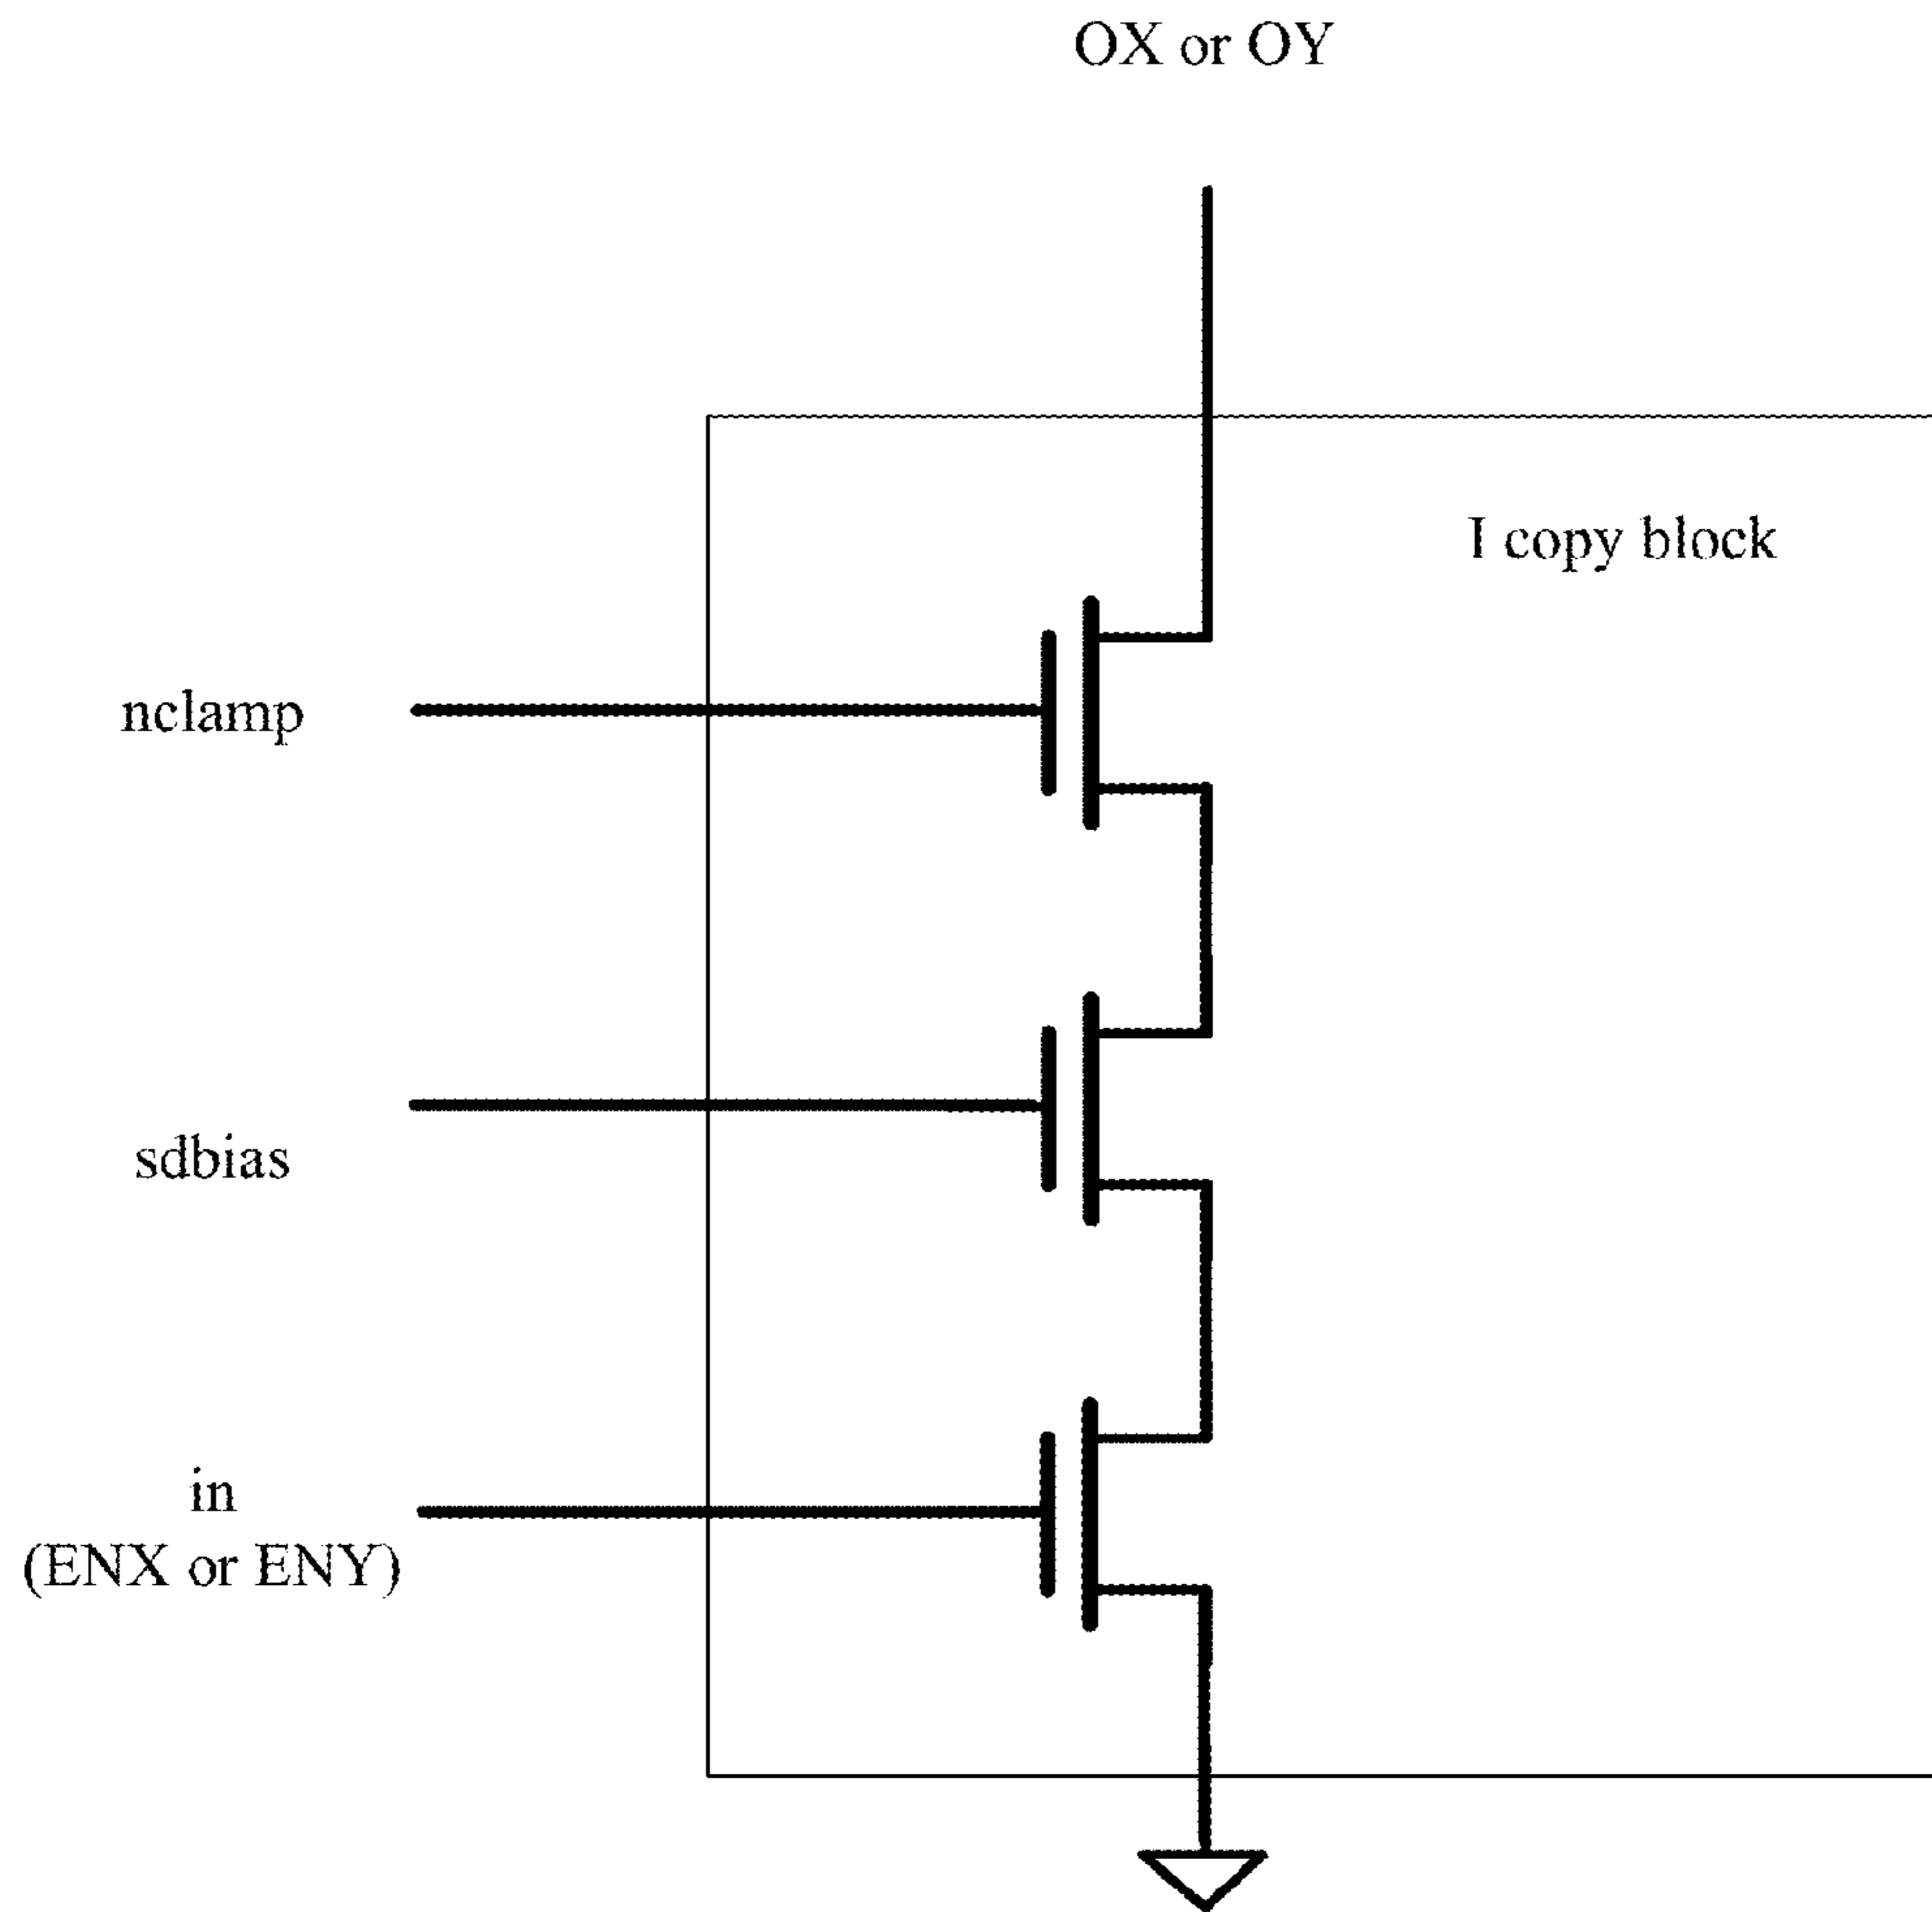 OX or OY
I copy block
nclamp
sdbias
in
(ENX or ENY)